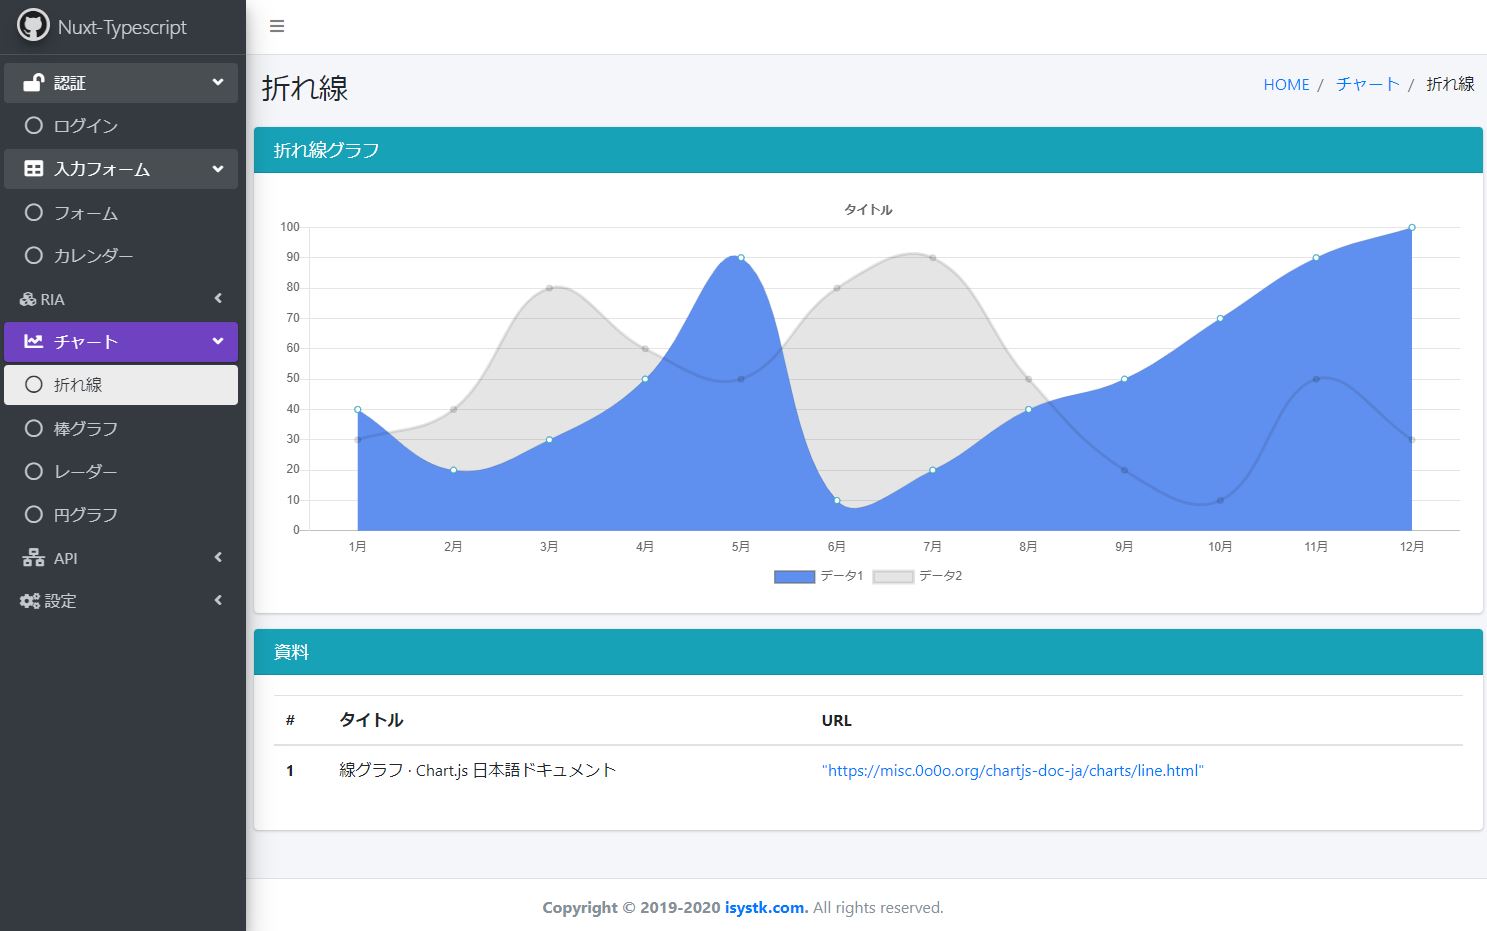 Nuxt-Typescript
認証
ログイン
入力フォーム
フォーム
カレンダー
RIA
チャート
折れ線
棒グラフ
レーダー
円グラフ
API
設定
折れ線
HOME / チャート / 折れ線
折れ線グラフ
タイトル
100
90
80
70
60
50
40
30
20
10
0
1月 2月 3月 4月 5月 6月 7月 8月 9月 10月 11月 12月
データ1 データ2
資料
# タイトル URL
1 線グラフ · Chart.js 日本語ドキュメント "https://misc.0o0o.org/chartjs-doc-ja/charts/line.html"
Copyright © 2019-2020 isystk.com. All rights reserved.